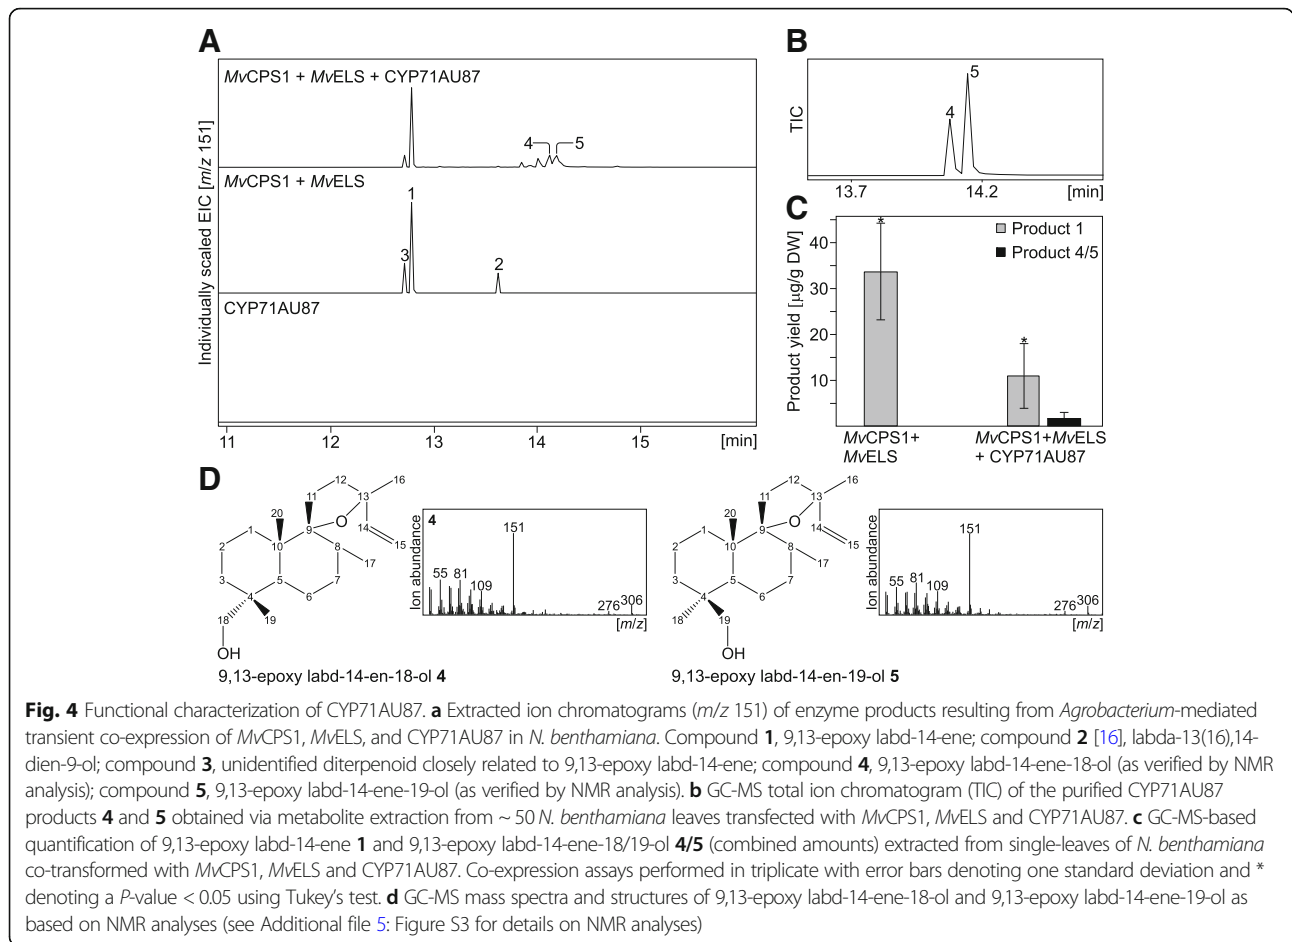 A
MvCPS1 + MvELS + CYP71AU87
4 5
MvCPS1 + MvELS
1
3
2
CYP71AU87
Individually scaled EIC [m/z 151]
11 12 13 14 15 [min]
B
5
4
TIC
13.7 14.2 [min]
C
Product 1
Product 4/5
*
*
40
30
20
10
Product yield [µg/g DW]
MvCPS1+
MvELS
MvCPS1+MvELS
+ CYP71AU87
D
12 16
11 13
20
1 9 O 14
2 10 8 15
17
3 5 7
4 6
18 19
OH
9,13-epoxy labd-14-en-18-ol 4
4
151
55 81
109
276 306
Ion abundance
[m/z]
12 16
11 13
20
1 9 O 14
2 10 8 15
17
3 5 7
4 6
18 19
OH
9,13-epoxy labd-14-en-19-ol 5
151
55 81
109
276 306
Ion abundance
[m/z]
Fig. 4 Functional characterization of CYP71AU87. a Extracted ion chromatograms (m/z 151) of enzyme products resulting from Agrobacterium-mediated
transient co-expression of MvCPS1, MvELS, and CYP71AU87 in N. benthamiana. Compound 1, 9,13-epoxy labd-14-ene; compound 2 [16], labda-13(16),14-
dien-9-ol; compound 3, unidentified diterpenoid closely related to 9,13-epoxy labd-14-ene; compound 4, 9,13-epoxy labd-14-ene-18-ol (as verified by NMR
analysis); compound 5, 9,13-epoxy labd-14-ene-19-ol (as verified by NMR analysis). b GC-MS total ion chromatogram (TIC) of the purified CYP71AU87
products 4 and 5 obtained via metabolite extraction from ~ 50 N. benthamiana leaves transfected with MvCPS1, MvELS and CYP71AU87. c GC-MS-based
quantification of 9,13-epoxy labd-14-ene 1 and 9,13-epoxy labd-14-ene-18/19-ol 4/5 (combined amounts) extracted from single-leaves of N. benthamiana
co-transformed with MvCPS1, MvELS and CYP71AU87. Co-expression assays performed in triplicate with error bars denoting one standard deviation and *
denoting a P-value < 0.05 using Tukey's test. d GC-MS mass spectra and structures of 9,13-epoxy labd-14-ene-18-ol and 9,13-epoxy labd-14-ene-19-ol as
based on NMR analyses (see Additional file 5: Figure S3 for details on NMR analyses)